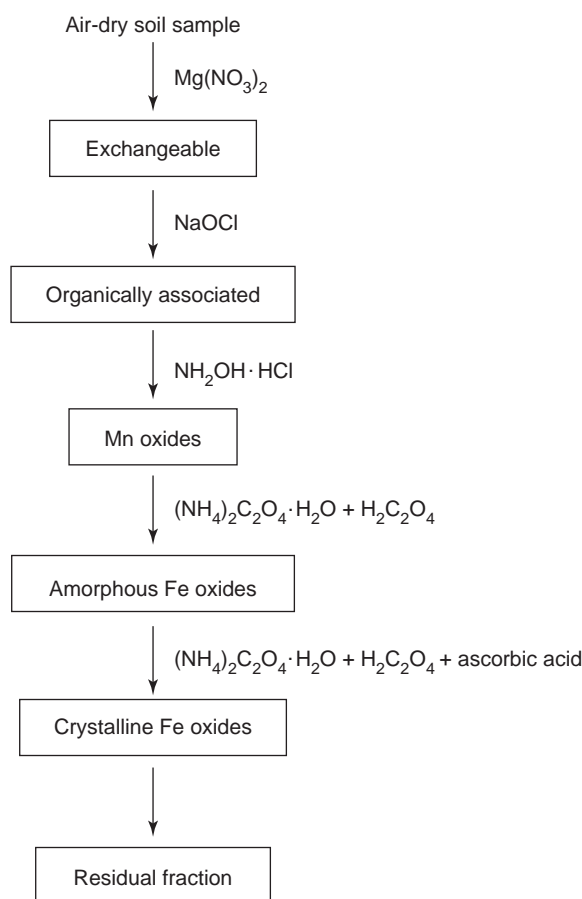 Air-dry soil sample
Mg(NO₃)₂
Exchangeable
NaOCl
Organically associated
NH₂OH·HCl
Mn oxides
(NH₄)₂C₂O₄·H₂O + H₂C₂O₄
Amorphous Fe oxides
(NH₄)₂C₂O₄·H₂O + H₂C₂O₄ + ascorbic acid
Crystalline Fe oxides
Residual fraction